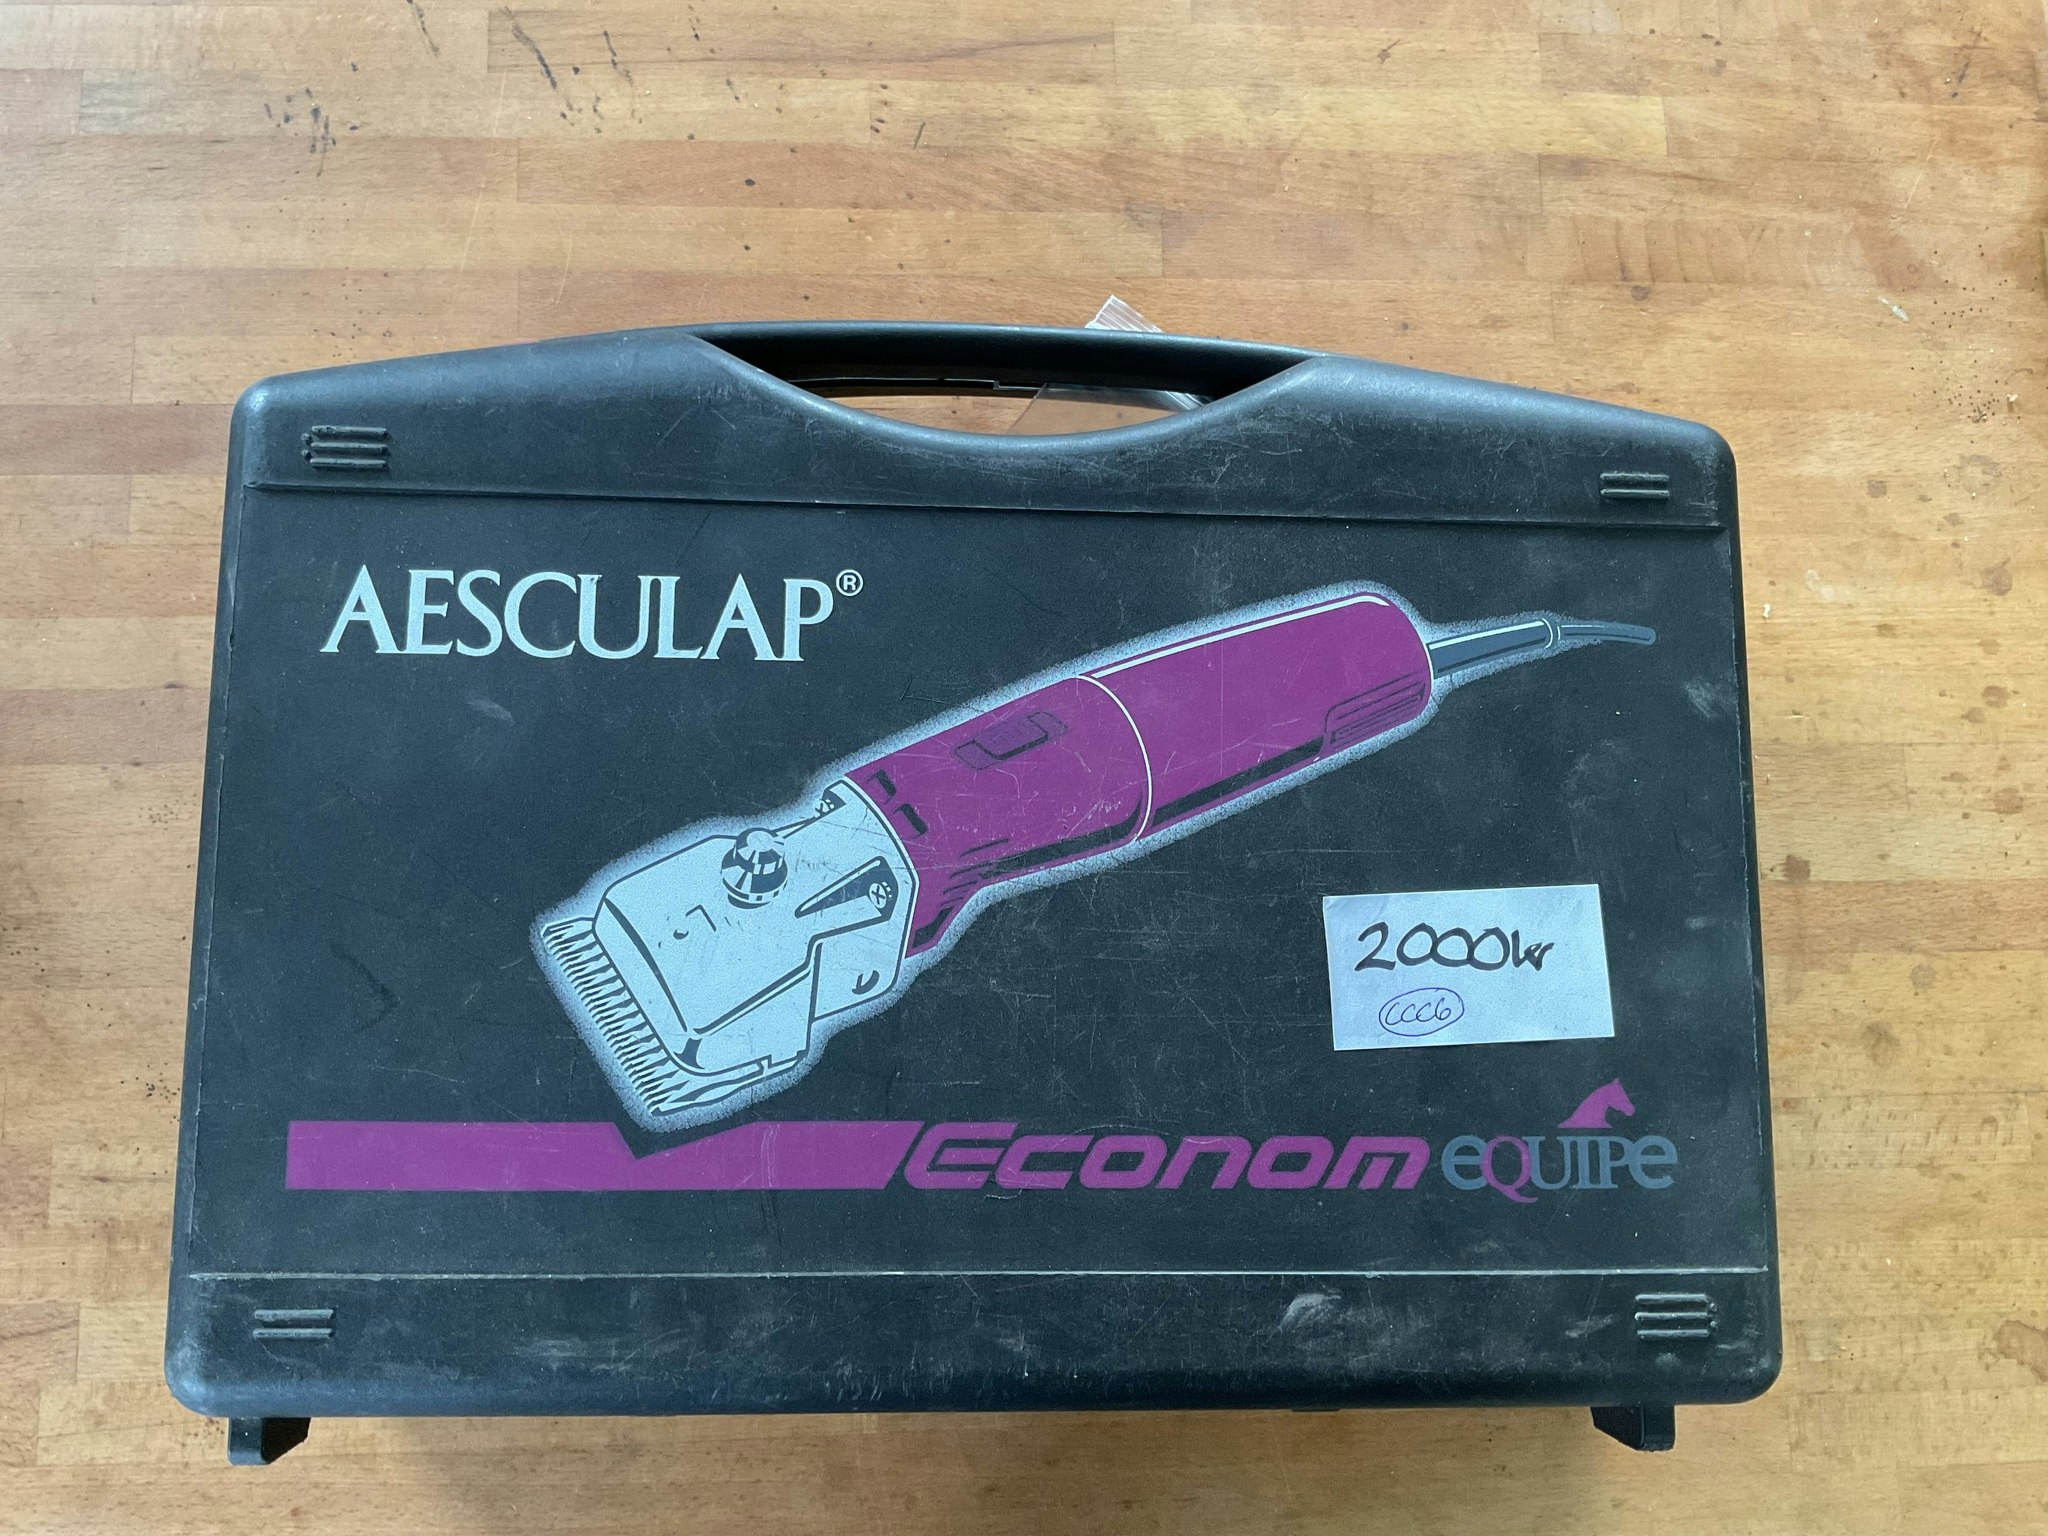 AESCULAP®
2000kr
Econom eQUIPe